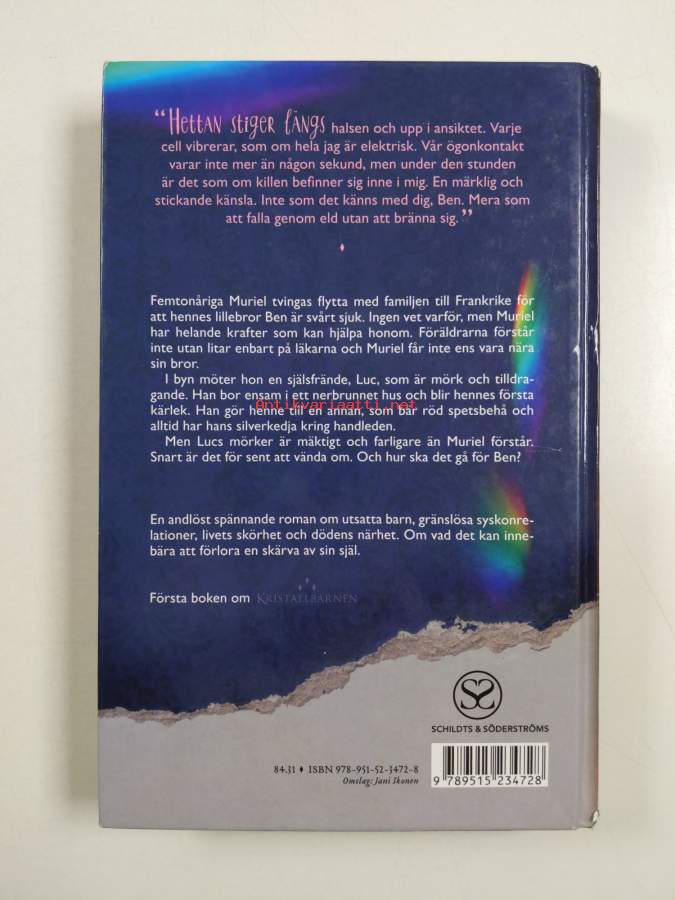 “Hettan stiger längs halsen och upp i ansiktet. Varje
cell vibrerar, som om hela jag är elektrisk. Vår ögonkontakt
varar inte mer än någon sekund, men under den stunden
är det som om killen befinner sig inne i mig. En märklig och
stickande känsla. Inte som det känns med dig, Ben. Mera som
att falla genom eld utan att bränna sig.”
Femtonåriga Muriel tvingas flytta med familjen till Frankrike för
att hennes lillebror Ben är svårt sjuk. Ingen vet varför, men Muriel
har helande krafter som kan hjälpa honom. Föräldrarna förstår
inte utan litar enbart på läkarna och Muriel får inte ens vara nära
sin bror.
I byn möter hon en själsfrände, Luc, som är mörk och tilldra-
gande. Han bor ensam i ett nerbrunnet hus och blir hennes första
kärlek. Han gör henne till en annan, som bär röd spetsbehå och
alltid har hans silverkedja kring handleden.
Antikvariaatti.net
Men Lucs mörker är mäktigt och farligare än Muriel förstår.
Snart är det för sent att vända om. Och hur ska det gå för Ben?
En andlöst spännande roman om utsatta barn, gränslösa syskonre-
lationer, livets skörhet och dödens närhet. Om vad det kan inne-
bära att förlora en skärva av sin själ.
Första boken om KRISTALLBARNEN
SCHILDTS & SÖDERSTRÖMS
84.31 ♦ ISBN 978-951-52-3472-8
Omslag: Jani Ikonen
9 789515 234728